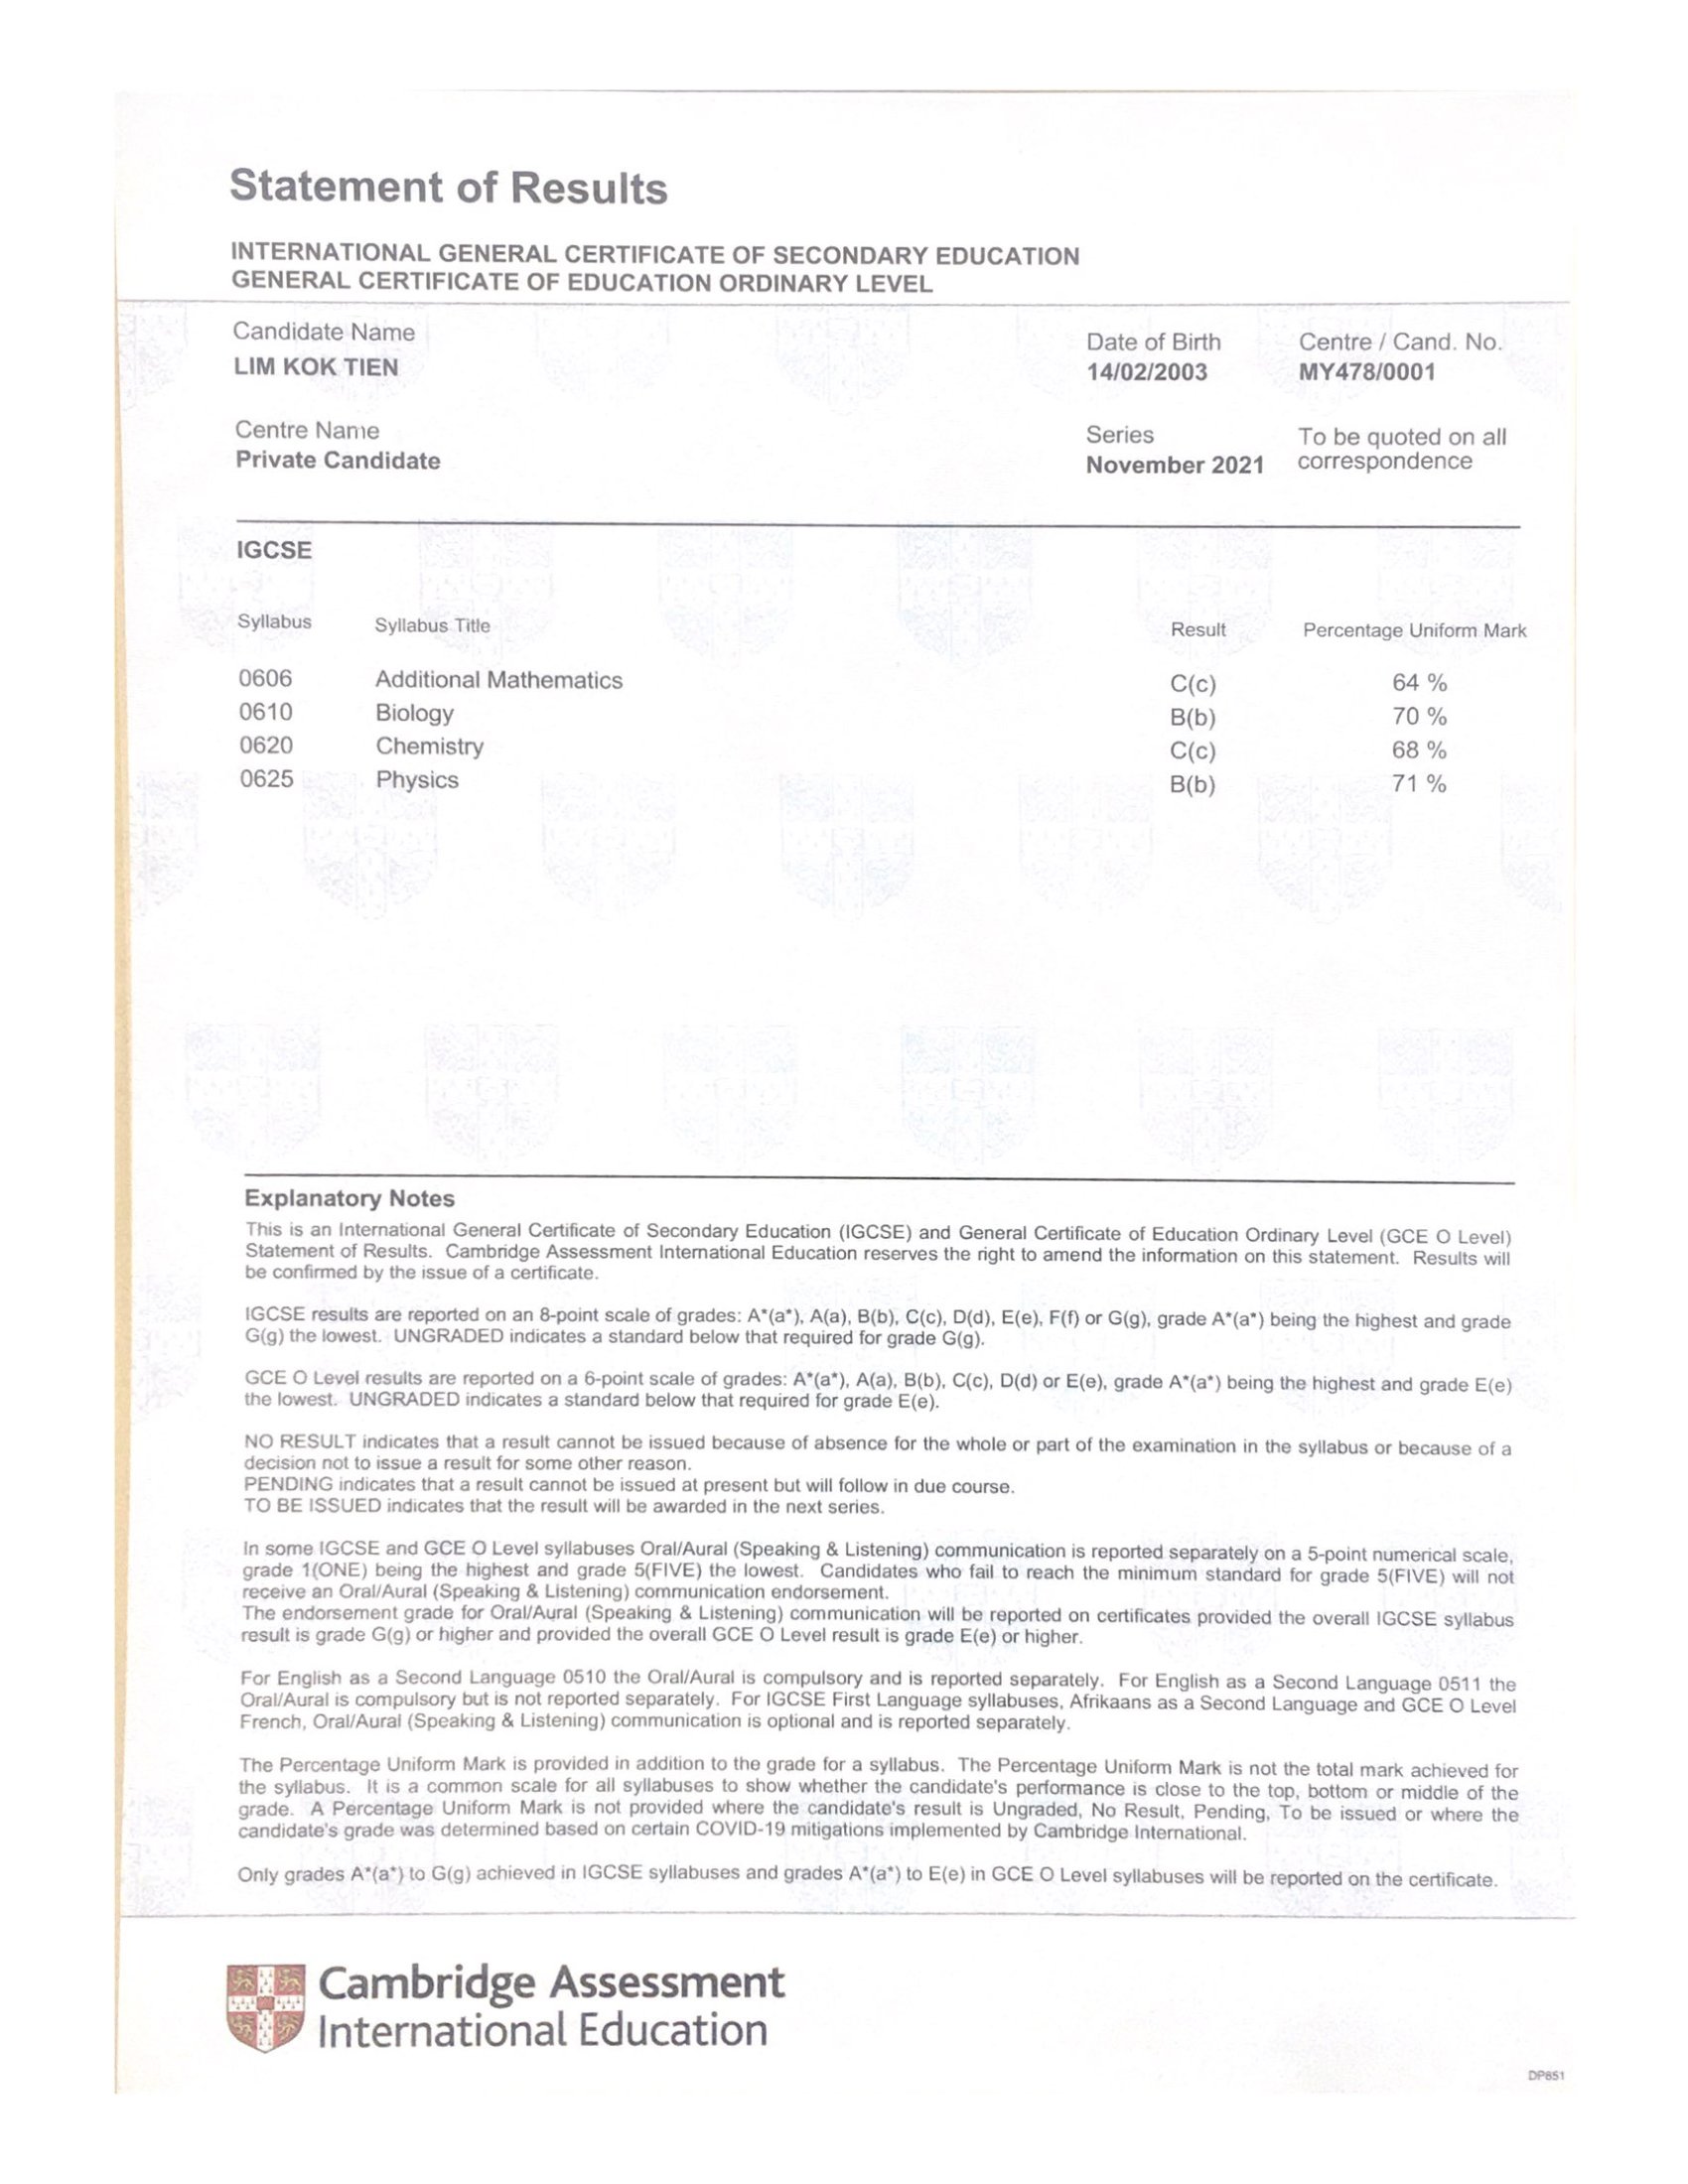 Statement of Results
INTERNATIONAL GENERAL CERTIFICATE OF SECONDARY EDUCATION
GENERAL CERTIFICATE OF EDUCATION ORDINARY LEVEL
Candidate Name
LIM KOK TIEN
Date of Birth
14/02/2003
Centre / Cand. No.
MY478/0001
Centre Name
Private Candidate
Series
November 2021
To be quoted on all
correspondence
IGCSE
Syllabus Syllabus Title Result Percentage Uniform Mark
0606 Additional Mathematics C(c) 64 %
0610 Biology B(b) 70 %
0620 Chemistry C(c) 68 %
0625 Physics B(b) 71 %
Explanatory Notes
This is an International General Certificate of Secondary Education (IGCSE) and General Certificate of Education Ordinary Level (GCE O Level)
Statement of Results. Cambridge Assessment International Education reserves the right to amend the information on this statement. Results will
be confirmed by the issue of a certificate.
IGCSE results are reported on an 8-point scale of grades: A*(a*), A(a), B(b), C(c), D(d), E(e), F(f) or G(g), grade A*(a*) being the highest and grade
G(g) the lowest. UNGRADED indicates a standard below that required for grade G(g).
GCE O Level results are reported on a 6-point scale of grades: A*(a*), A(a), B(b), C(c), D(d) or E(e), grade A*(a*) being the highest and grade E(e)
the lowest. UNGRADED indicates a standard below that required for grade E(e).
NO RESULT indicates that a result cannot be issued because of absence for the whole or part of the examination in the syllabus or because of a
decision not to issue a result for some other reason.
PENDING indicates that a result cannot be issued at present but will follow in due course.
TO BE ISSUED indicates that the result will be awarded in the next series.
In some IGCSE and GCE O Level syllabuses Oral/Aural (Speaking & Listening) communication is reported separately on a 5-point numerical scale,
grade 1(ONE) being the highest and grade 5(FIVE) the lowest. Candidates who fail to reach the minimum standard for grade 5(FIVE) will not
receive an Oral/Aural (Speaking & Listening) communication endorsement.
The endorsement grade for Oral/Aural (Speaking & Listening) communication will be reported on certificates provided the overall IGCSE syllabus
result is grade G(g) or higher and provided the overall GCE O Level result is grade E(e) or higher.
For English as a Second Language 0510 the Oral/Aural is compulsory and is reported separately. For English as a Second Language 0511 the
Oral/Aural is compulsory but is not reported separately. For IGCSE First Language syllabuses, Afrikaans as a Second Language and GCE O Level
French, Oral/Aural (Speaking & Listening) communication is optional and is reported separately.
The Percentage Uniform Mark is provided in addition to the grade for a syllabus. The Percentage Uniform Mark is not the total mark achieved for
the syllabus. It is a common scale for all syllabuses to show whether the candidate's performance is close to the top, bottom or middle of the
grade. A Percentage Uniform Mark is not provided where the candidate's result is Ungraded, No Result, Pending, To be issued or where the
candidate's grade was determined based on certain COVID-19 mitigations implemented by Cambridge International.
Only grades A*(a*) to G(g) achieved in IGCSE syllabuses and grades A*(a*) to E(e) in GCE O Level syllabuses will be reported on the certificate.
Cambridge Assessment
International Education
DP851